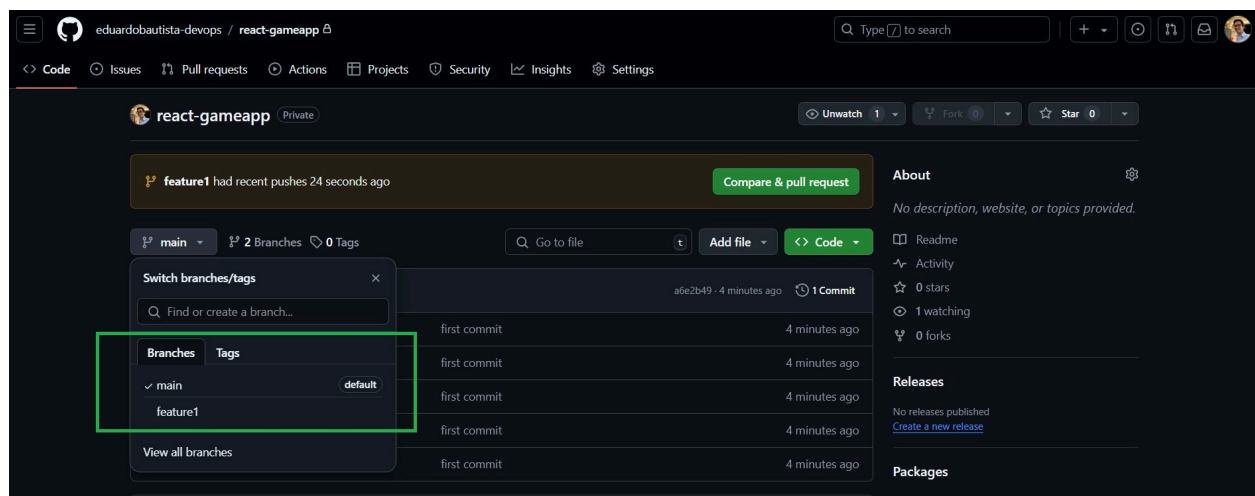 eduardobautista-devops / react-gameapp
Type / to search
Code Issues Pull requests Actions Projects Security Insights Settings
react-gameapp Private
Unwatch 1 Fork 0 Star 0
feature1 had recent pushes 24 seconds ago
Compare & pull request
main 2 Branches 0 Tags
Go to file t Add file Code
Switch branches/tags
a6e2b49 · 4 minutes ago 1 Commit
Find or create a branch...
first commit 4 minutes ago
Branches Tags
first commit 4 minutes ago
main default
first commit 4 minutes ago
feature1
first commit 4 minutes ago
View all branches
first commit 4 minutes ago
About
No description, website, or topics provided.
Readme
Activity
0 stars
1 watching
0 forks
Releases
No releases published
Create a new release
Packages